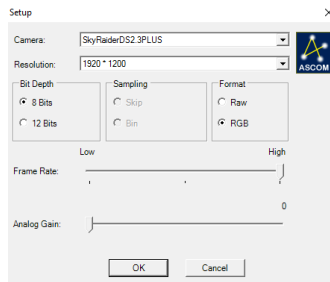 Setup
Camera: SkyRaiderDS2.3PLUS
Resolution: 1920 * 1200
ASCOM
Bit Depth Sampling Format
8 Bits Skip Raw
12 Bits Bin RGB
Low High
Frame Rate:
0
Analog Gain:
OK Cancel